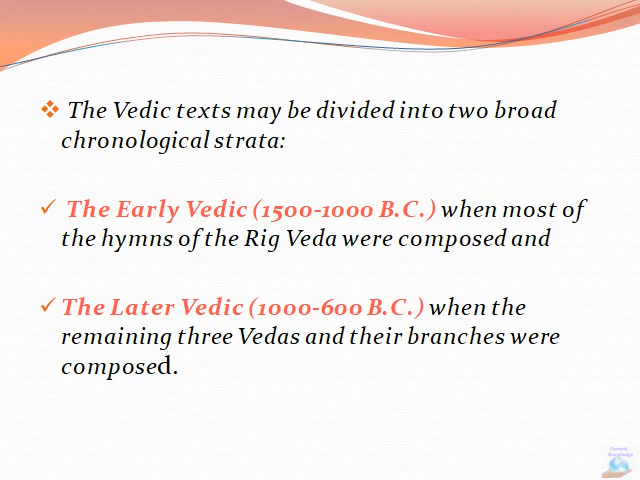 ❖ The Vedic texts may be divided into two broad
chronological strata:
✓ The Early Vedic (1500-1000 B.C.) when most of
the hymns of the Rig Veda were composed and
✓ The Later Vedic (1000-600 B.C.) when the
remaining three Vedas and their branches were
composed.
General
Knowledge